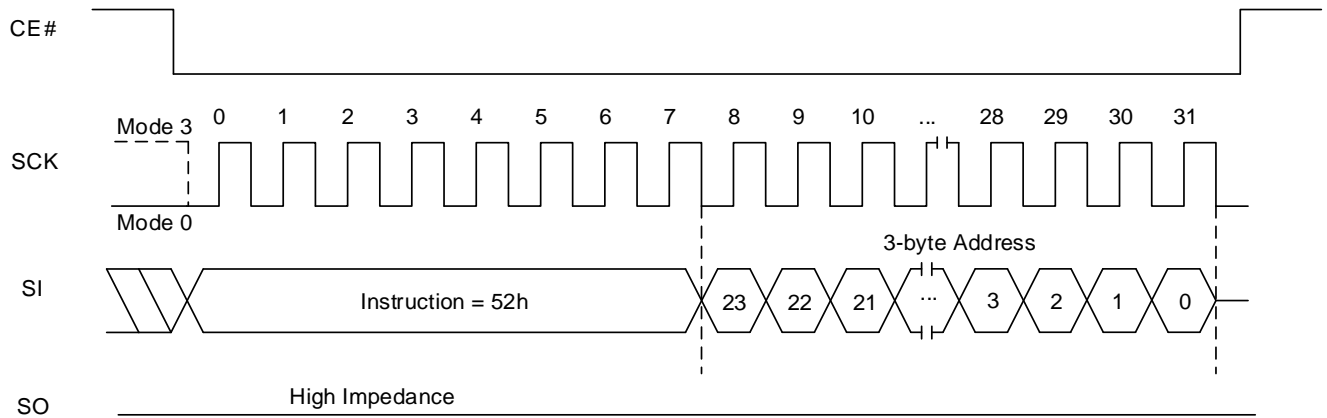 CE#
0 1 2 3 4 5 6 7 8 9 10 ... 28 29 30 31
Mode 3
SCK
Mode 0
3-byte Address
SI
Instruction = 52h 23 22 21 ... 3 2 1 0
High Impedance
SO